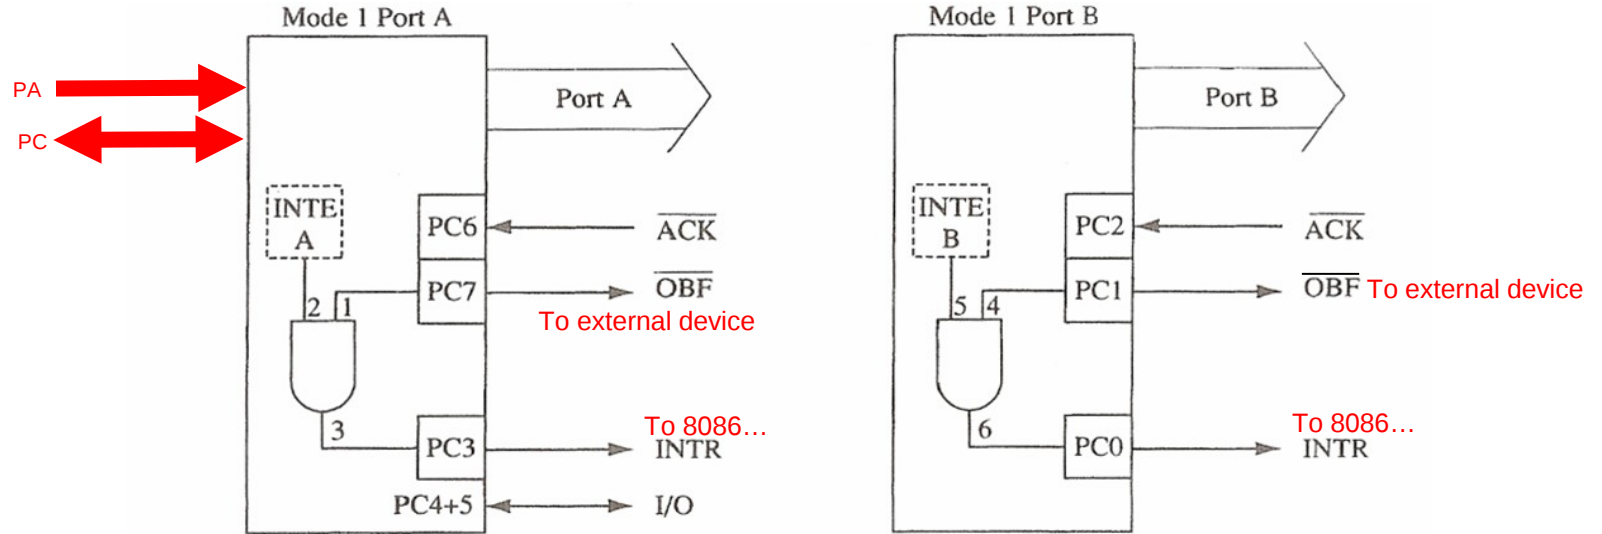 Mode 1 Port A
PA
PC
Port A
INTE
A
PC6
ACK
PC7
OBF
To external device
2
1
3
To 8086…
PC3
INTR
PC4+5
I/O
Mode 1 Port B
Port B
INTE
B
PC2
ACK
PC1
OBF To external device
5
4
6
To 8086…
PC0
INTR